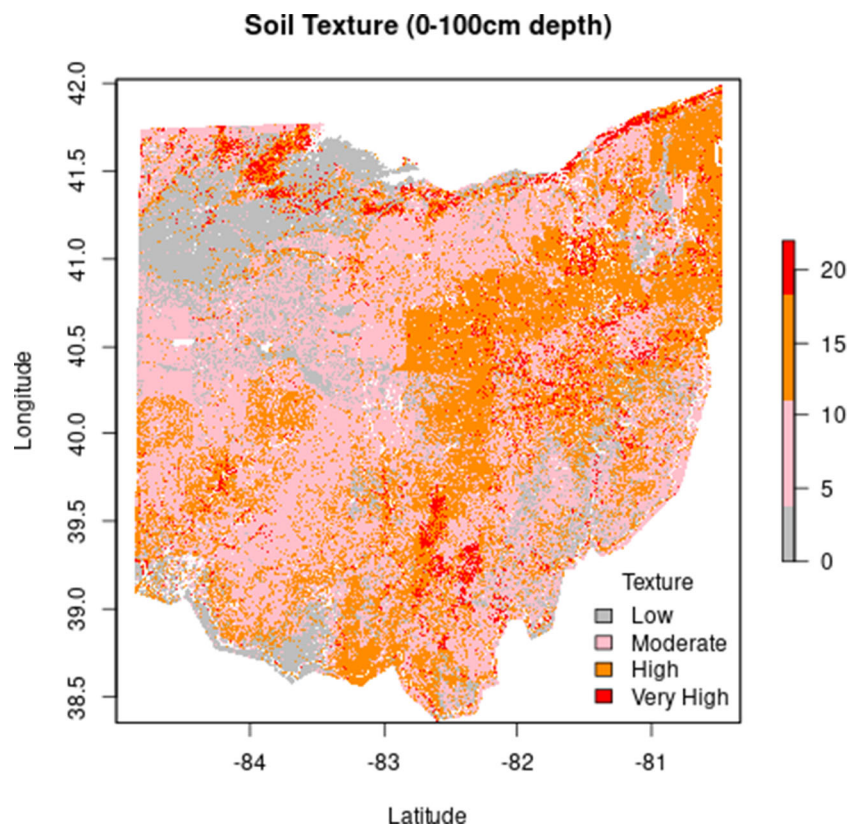 Soil Texture (0-100cm depth)
42.0
41.5
41.0
40.5
40.0
39.5
39.0
38.5
Longitude
20
15
10
5
0
Texture
Low
Moderate
High
Very High
-84 -83 -82 -81
Latitude